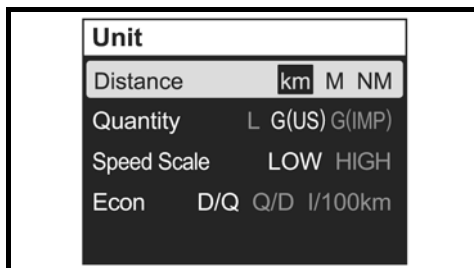 Unit
Distance km M NM
Quantity L G(US) G(IMP)
Speed Scale LOW HIGH
Econ D/Q Q/D l/100km